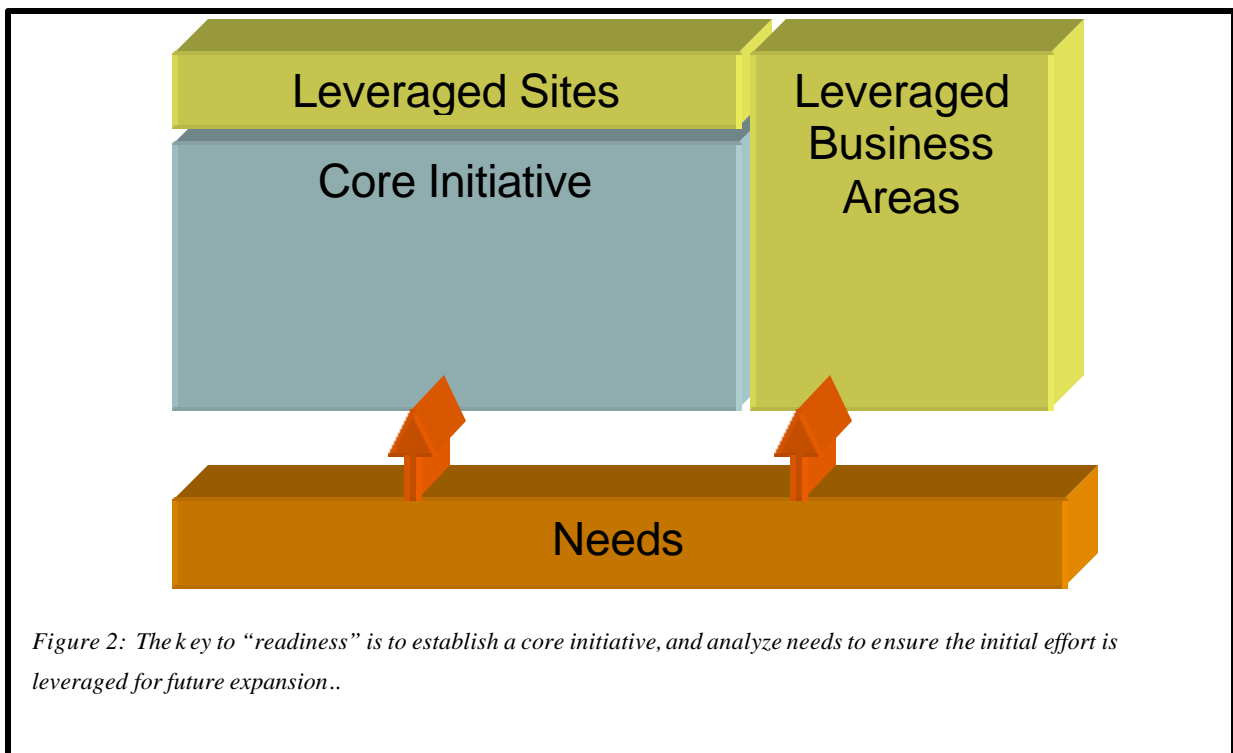 Leveraged Sites
Leveraged
Business
Areas
Core Initiative
Needs
Figure 2: The k ey to “readiness” is to establish a core initiative, and analyze needs to ensure the initial effort is
leveraged for future expansion..